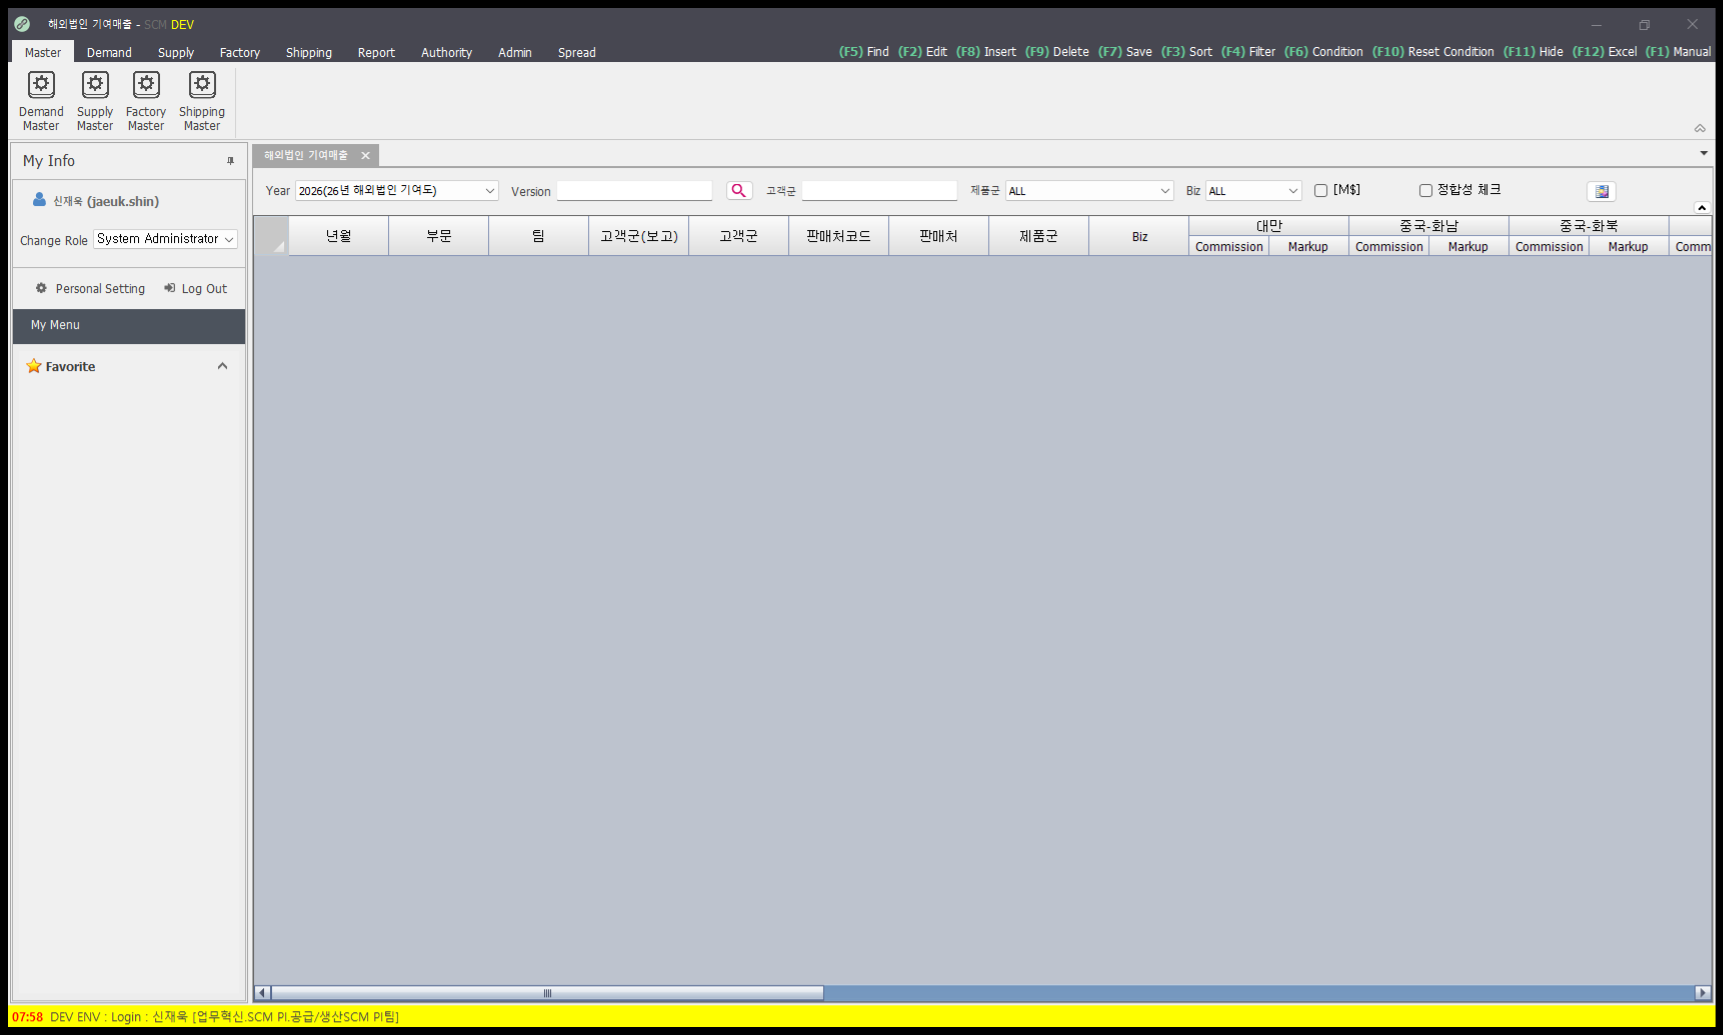 해외법인 기여매출 - SCM DEV
Master Demand Supply Factory Shipping Report Authority Admin Spread
(F5) Find (F2) Edit (F8) Insert (F9) Delete (F7) Save (F3) Sort (F4) Filter (F6) Condition (F10) Reset Condition (F11) Hide (F12) Excel (F1) Manual
Demand Master
Supply Master
Factory Master
Shipping Master
My Info
해외법인 기여매출
신재욱 (jaeuk.shin)
Change Role System Administrator
Personal Setting Log Out
My Menu
Favorite
Year 2026(26년 해외법인 기여도) Version 고객군 제품군 ALL Biz ALL [M$] 정합성 체크
년월 부문 팀 고객군(보고) 고객군 판매처코드 판매처 제품군 Biz
대만 중국-화남 중국-화북
Commission Markup Commission Markup Commission Markup Comm
07:58 DEV ENV : Login : 신재욱 [업무혁신.SCM PI.공급/생산SCM PI팀]